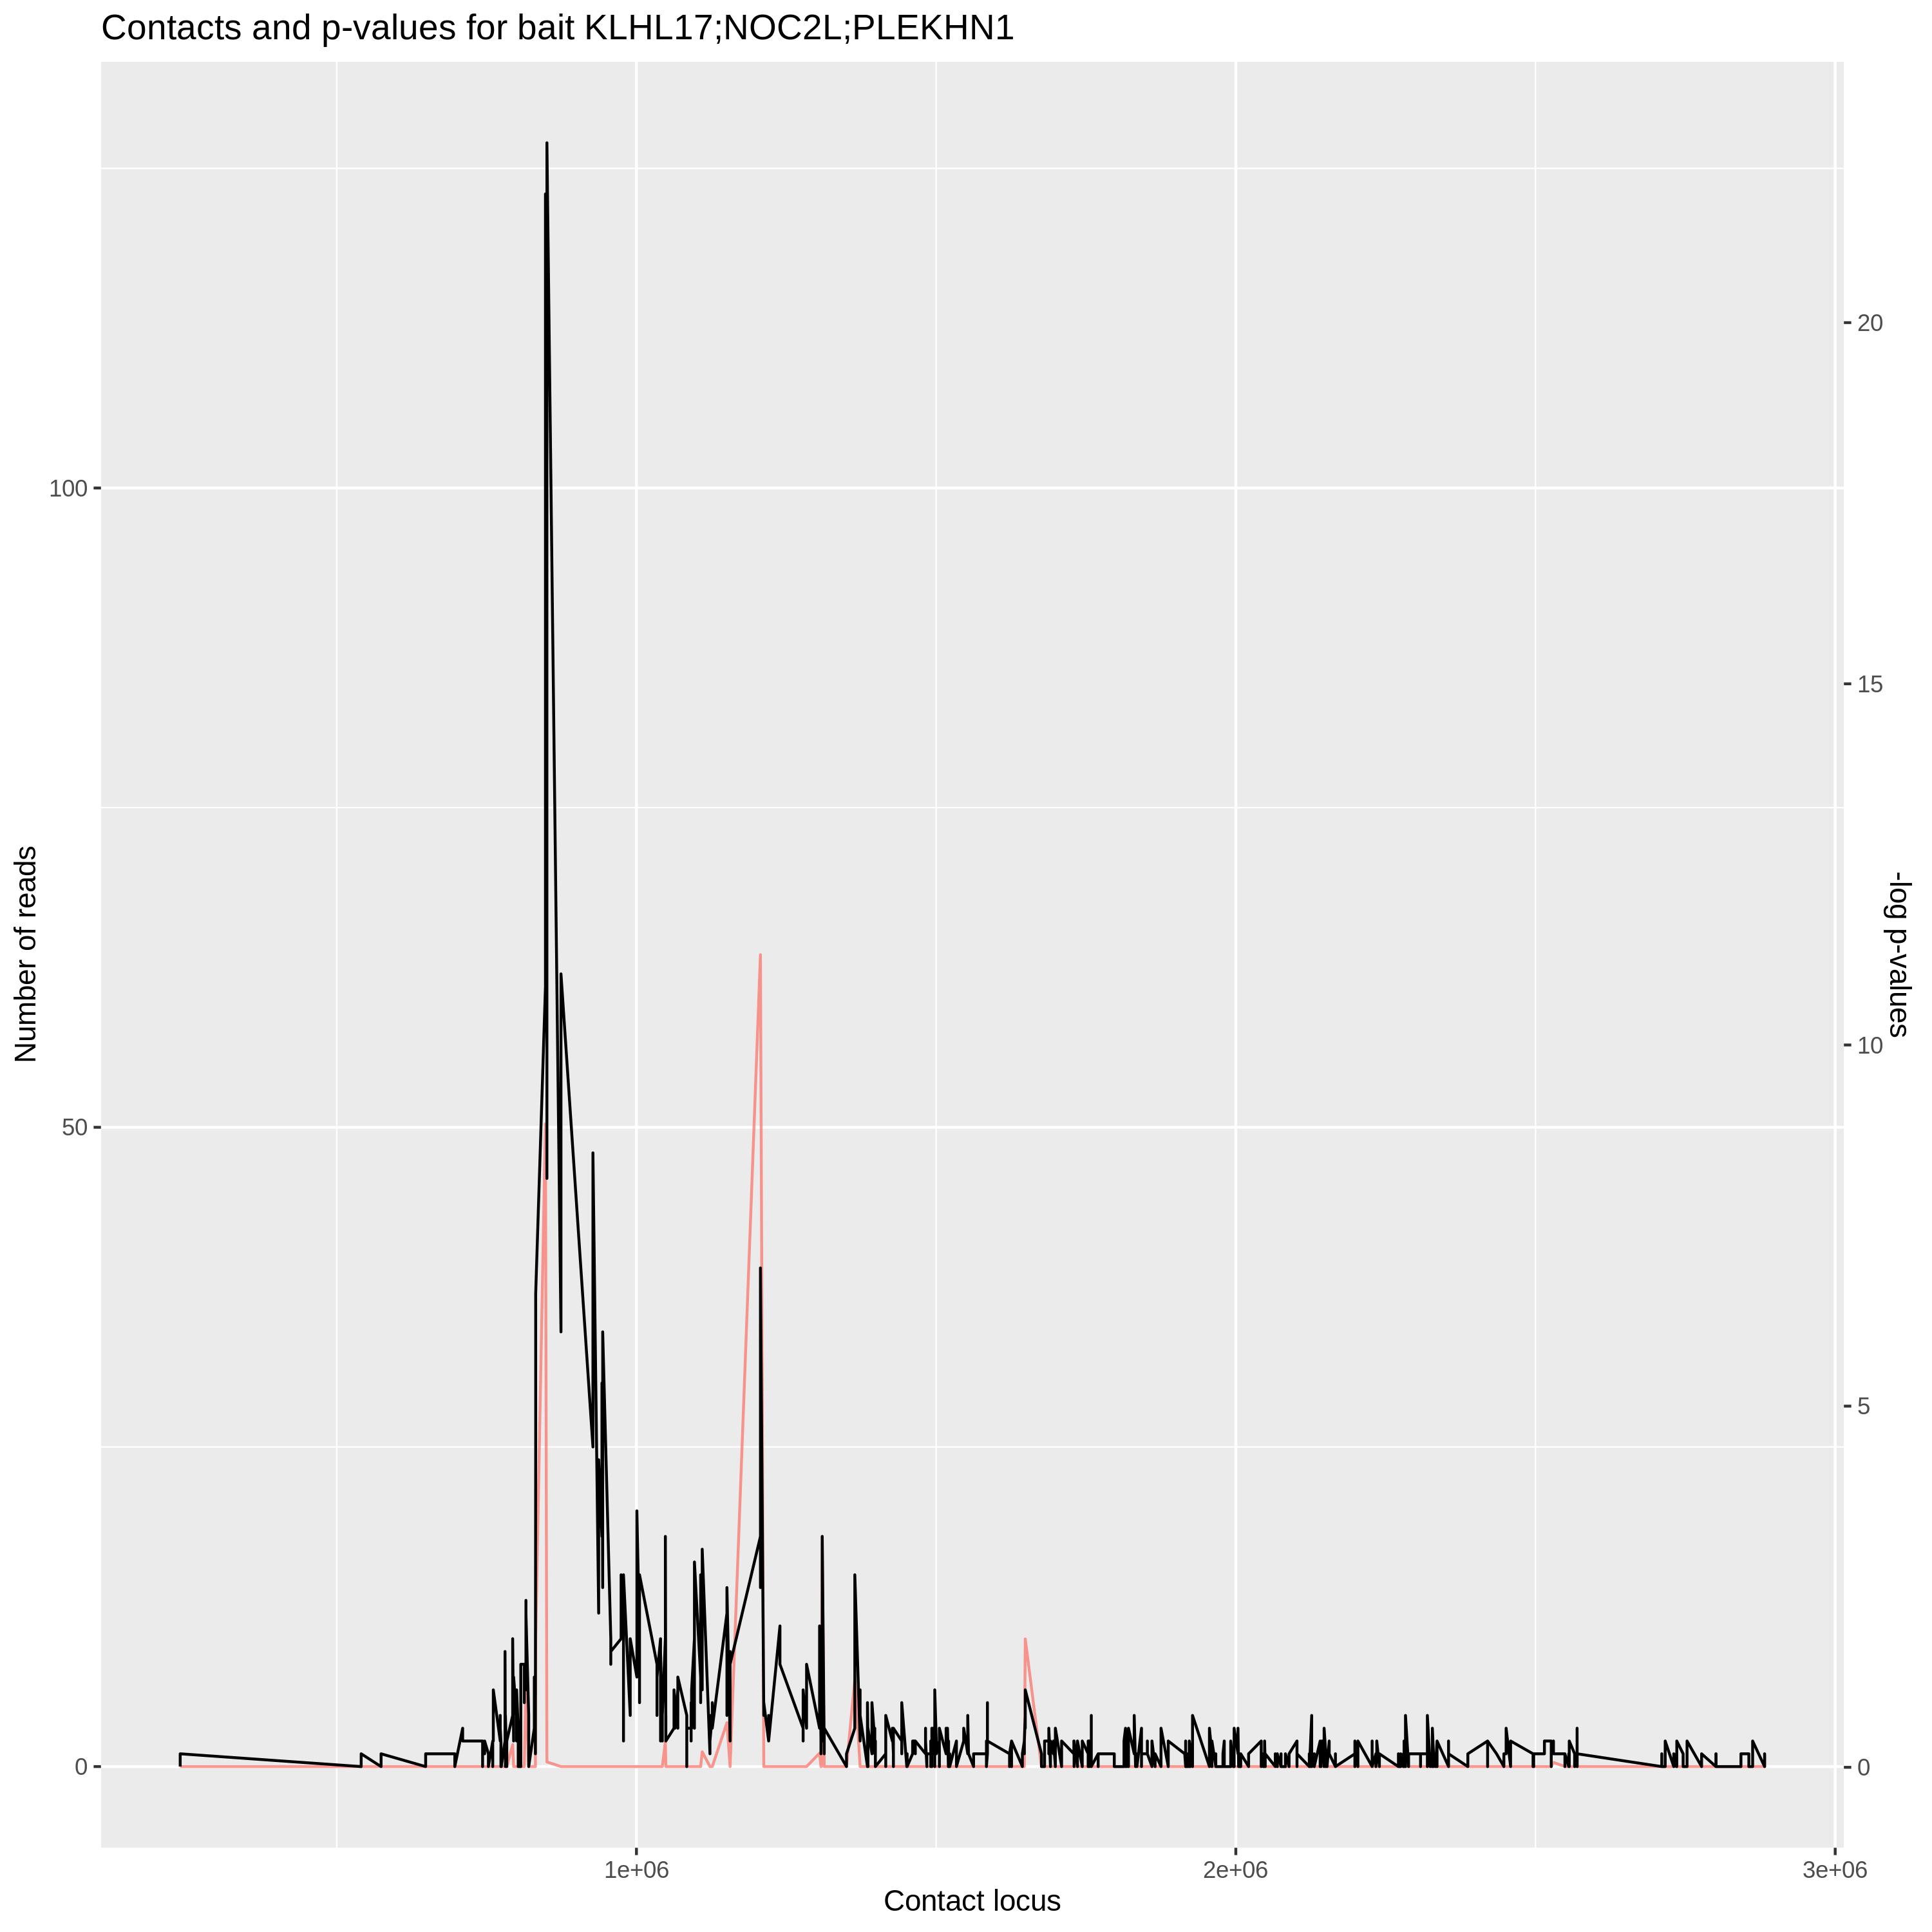 Contacts and p-values for bait KLHL17;NOC2L;PLEKHN1
100
50
0
Number of reads
20
15
10
5
0
-log p-values
1e+06
2e+06
3e+06
Contact locus